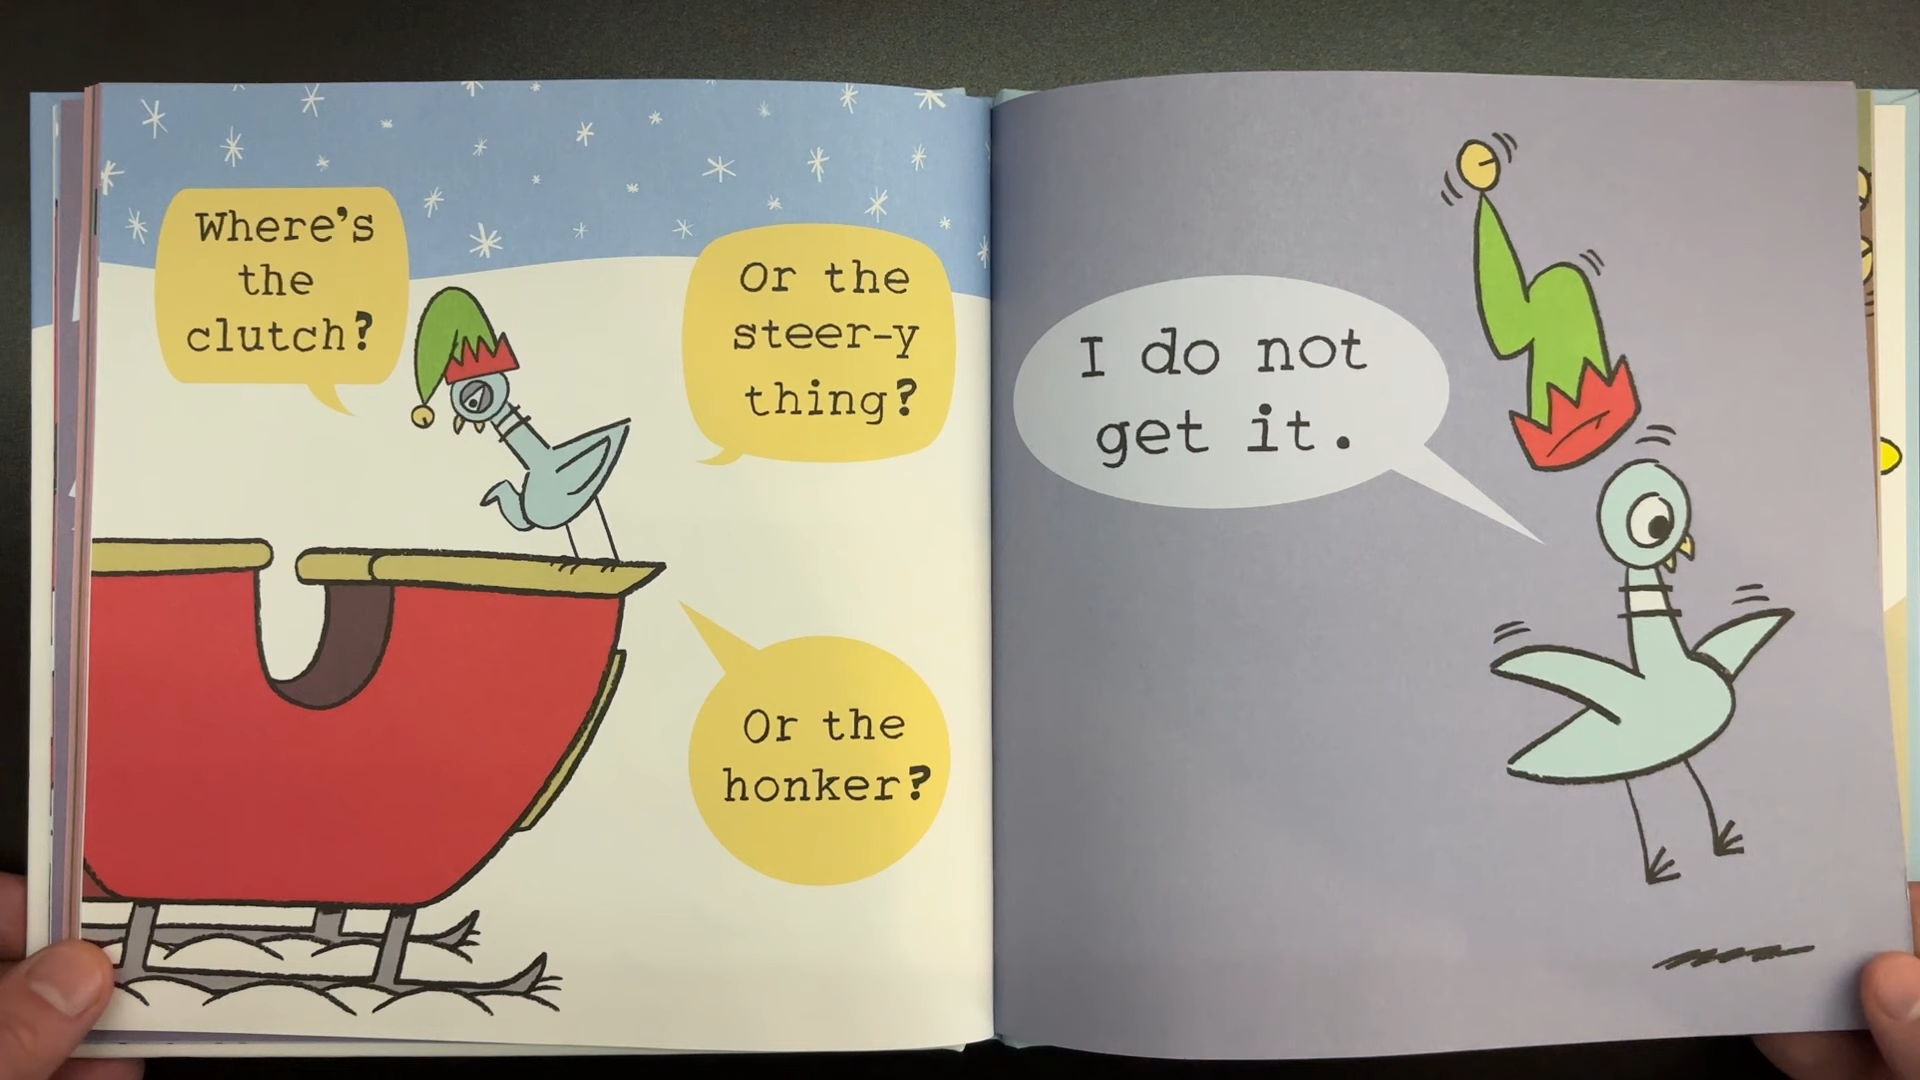 Where's
the
clutch?
Or the
steer-y
thing?
Or the
honker?
I do not
get it.